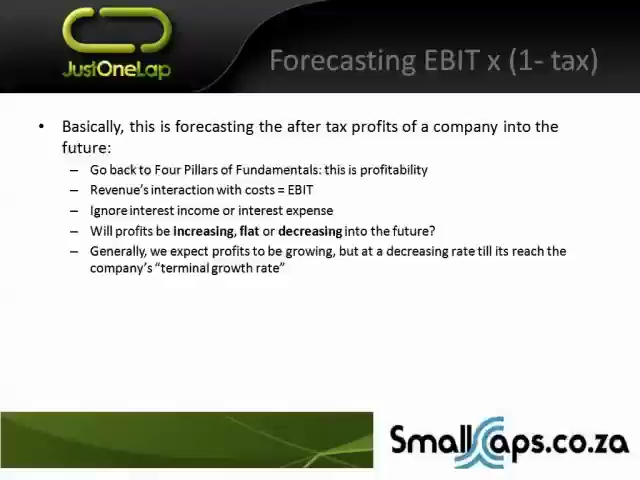 JustOneLap
Forecasting EBIT x (1- tax)
• Basically, this is forecasting the after tax profits of a company into the
future:
– Go back to Four Pillars of Fundamentals: this is profitability
– Revenue's interaction with costs = EBIT
– Ignore interest income or interest expense
– Will profits be increasing, flat or decreasing into the future?
– Generally, we expect profits to be growing, but at a decreasing rate till its reach the
company's “terminal growth rate”
SmallCaps.co.za